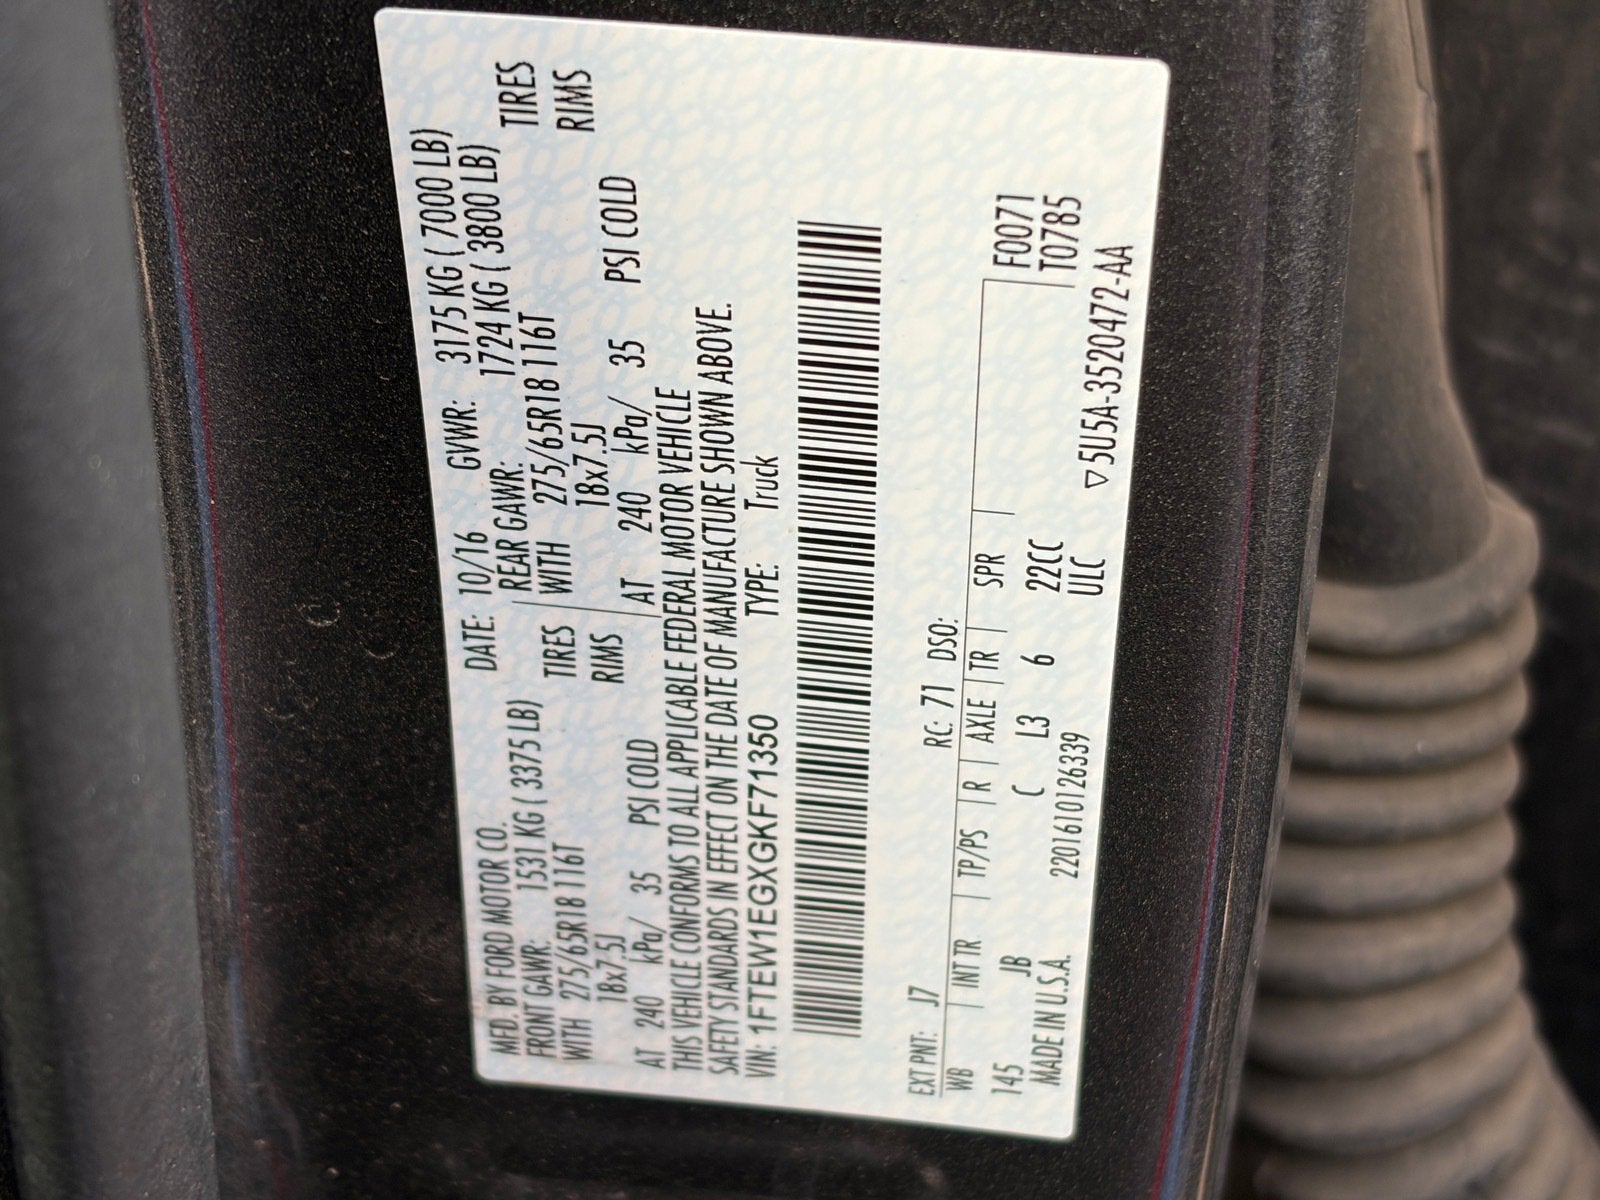 MFD. BY FORD MOTOR CO. DATE: 10/16 GVWR: 3175 KG ( 7000 LB)
FRONT GAWR: 1531 KG ( 3375 LB) REAR GAWR: 1724 KG ( 3800 LB)
WITH 275/65R18 116T TIRES WITH 275/65R18 116T TIRES
18x7.5J RIMS 18x7.5J RIMS
AT 240 kPa/ 35 PSI COLD AT 240 kPa/ 35 PSI COLD
THIS VEHICLE CONFORMS TO ALL APPLICABLE FEDERAL MOTOR VEHICLE
SAFETY STANDARDS IN EFFECT ON THE DATE OF MANUFACTURE SHOWN ABOVE.
VIN: 1FTEW1EGXGKF71350 TYPE: Truck
EXT PNT: J7 RC: 71 DSO:
WB | INT TR | TP/PS | R | AXLE | TR | SPR | F0071
145 JB C L3 6 22CC T0785
MADE IN U.S.A. 2201610126339 ULC ▽5U5A-3520472-AA